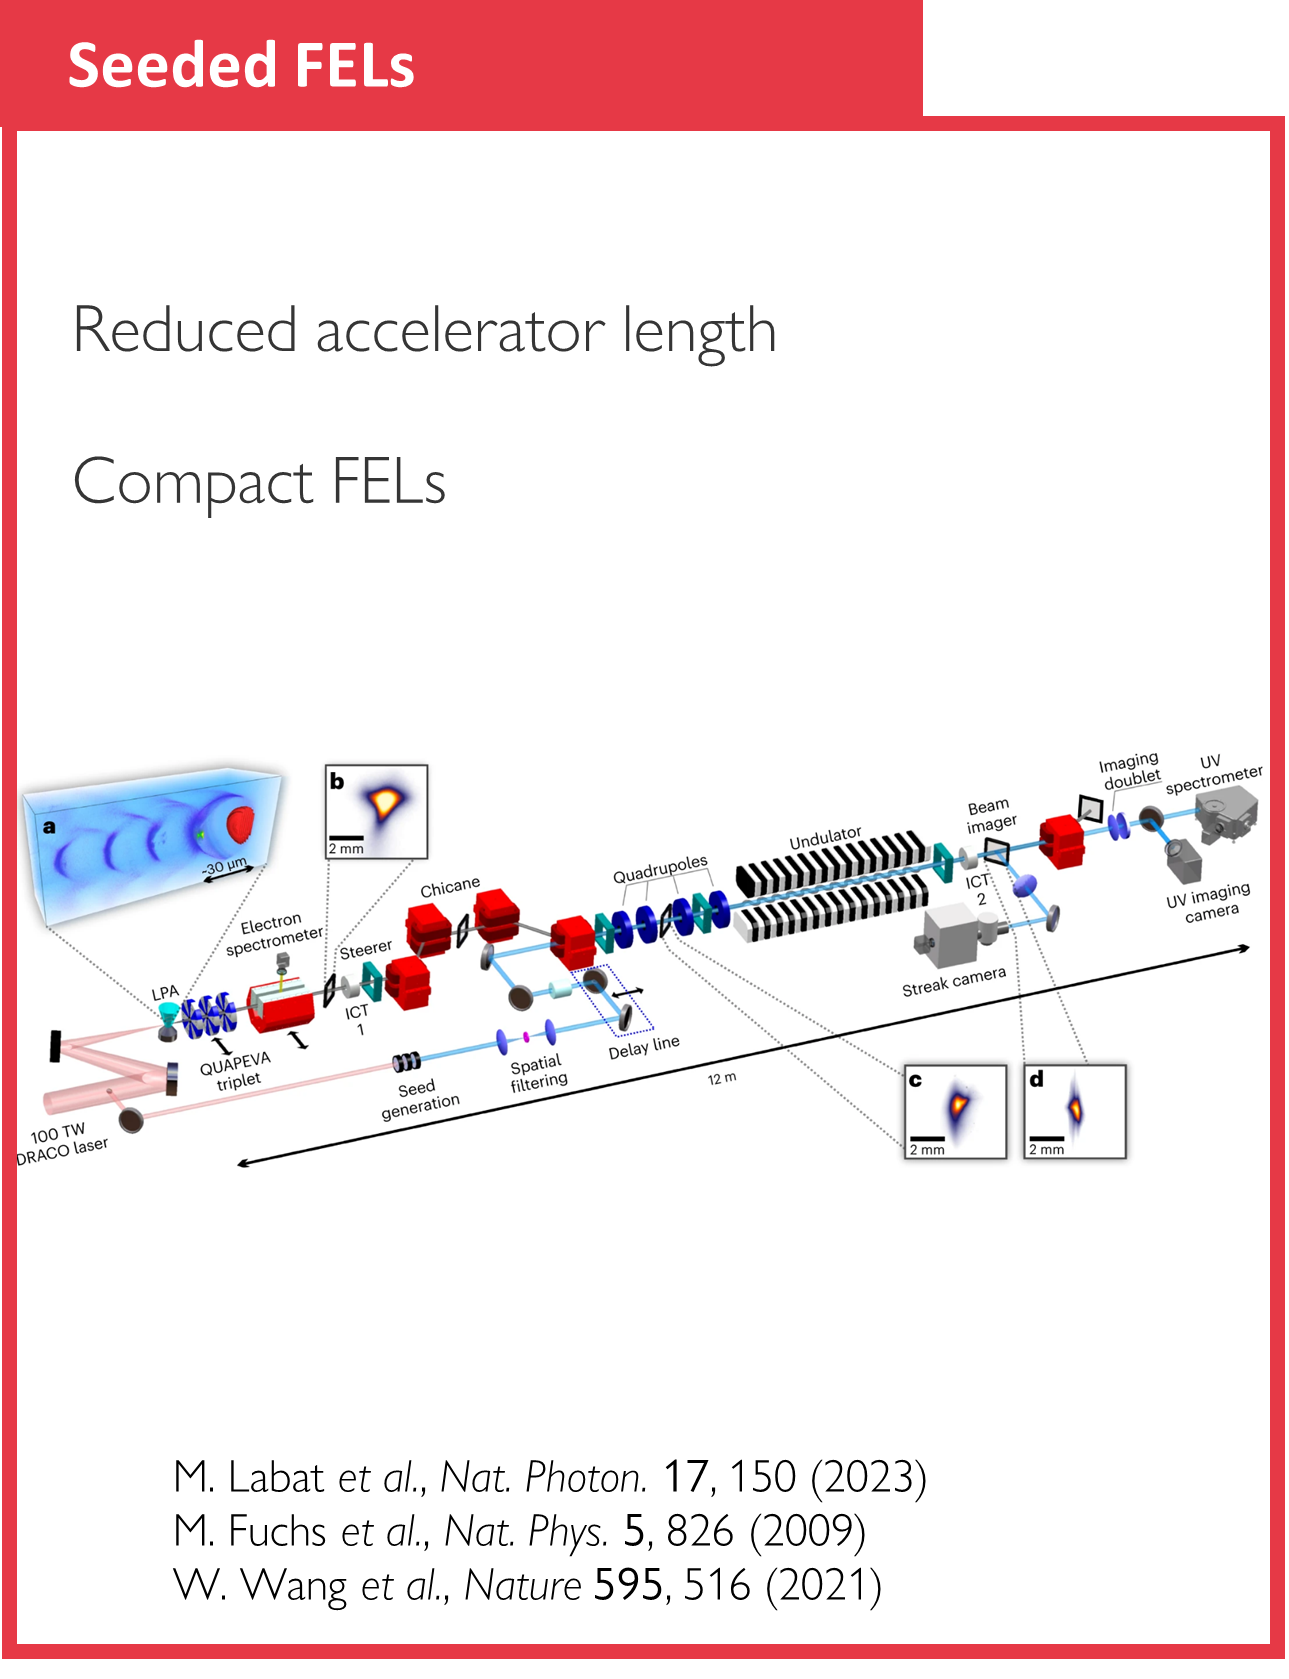 Seeded FELs
Reduced accelerator length
Compact FELs
a
~30 μm
b
2 mm
Electron
spectrometer
LPA
QUAPEVA
triplet
100 TW
DRACO laser
Steerer
ICT
1
Chicane
Seed
generation
Spatial
filtering
Delay line
Quadrupoles
Undulator
Beam
imager
ICT
2
Streak camera
Imaging
doublet
UV
spectrometer
UV imaging
camera
12 m
c
2 mm
d
2 mm
M. Labat et al., Nat. Photon. 17, 150 (2023)
M. Fuchs et al., Nat. Phys. 5, 826 (2009)
W. Wang et al., Nature 595, 516 (2021)